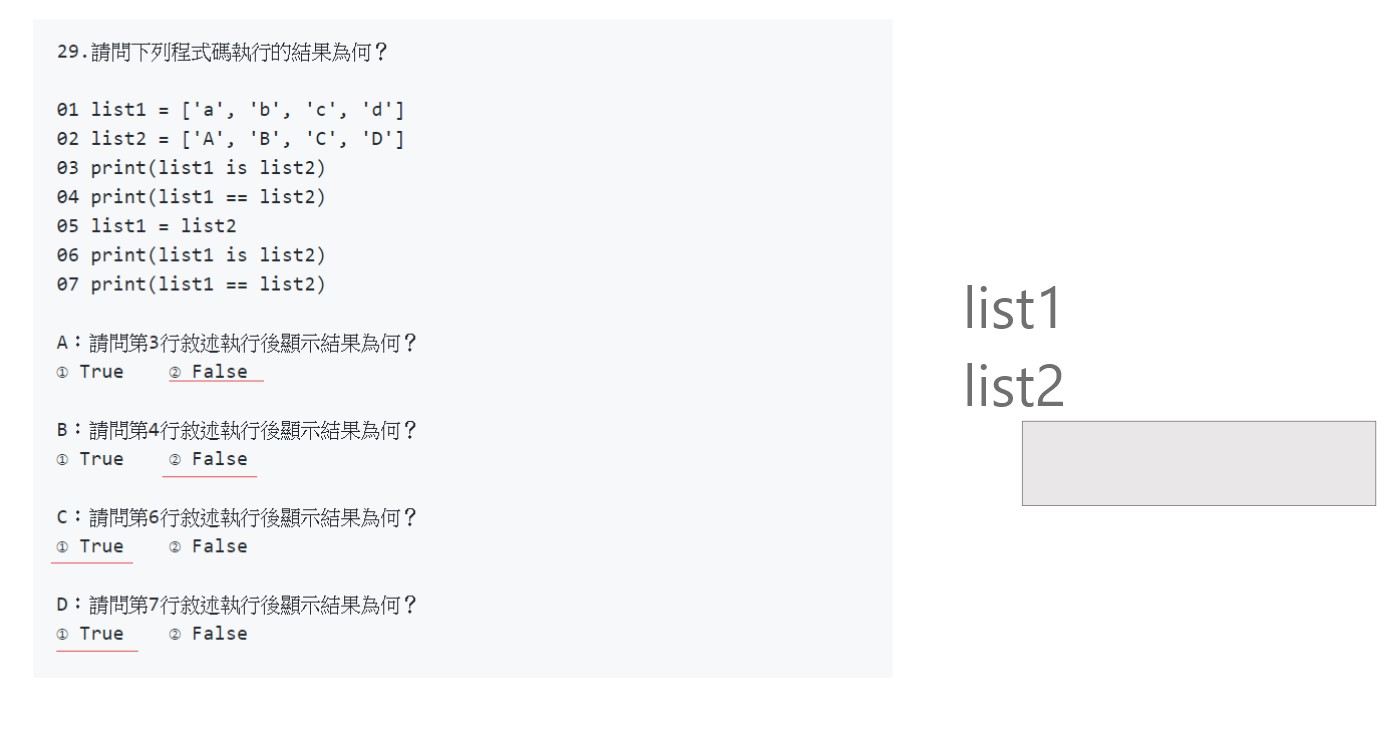 29.請問下列程式碼執行的結果為何？
01 list1 = ['a', 'b', 'c', 'd']
02 list2 = ['A', 'B', 'C', 'D']
03 print(list1 is list2)
04 print(list1 == list2)
05 list1 = list2
06 print(list1 is list2)
07 print(list1 == list2)
A：請問第3行敘述執行後顯示結果為何？
① True ② False
B：請問第4行敘述執行後顯示結果為何？
① True ② False
C：請問第6行敘述執行後顯示結果為何？
① True ② False
D：請問第7行敘述執行後顯示結果為何？
① True ② False
list1
list2